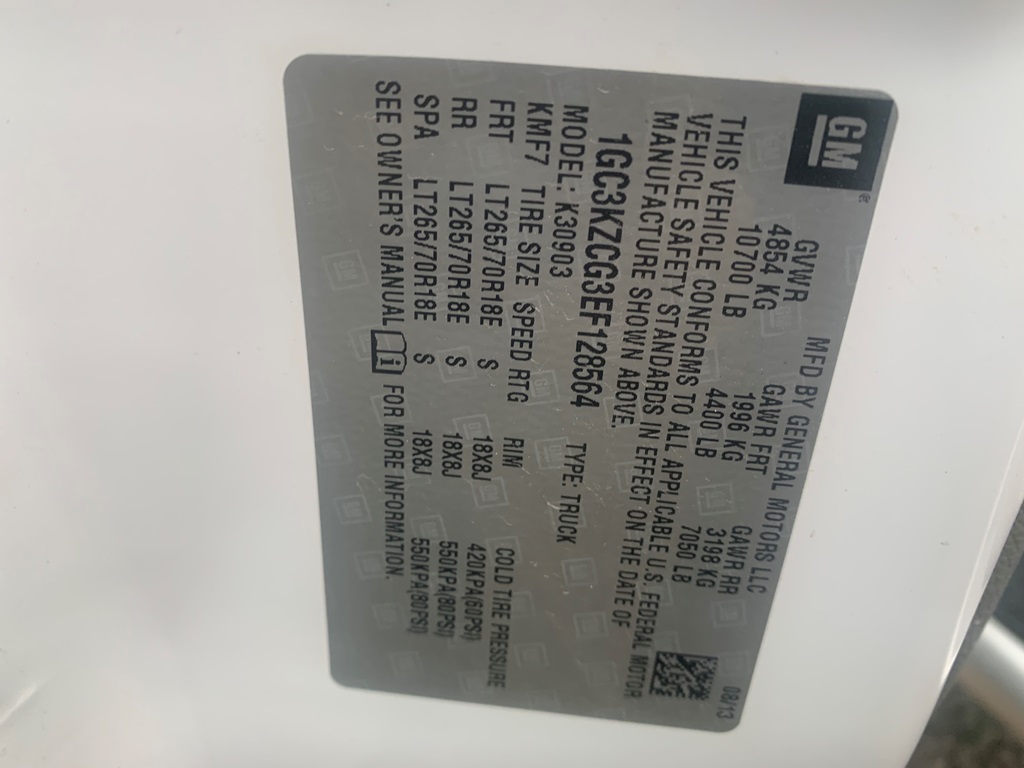 GM
®
MFD BY GENERAL MOTORS LLC 08/13
GVWR GAWR FRT GAWR RR
4854 KG 1996 KG 3198 KG
10700 LB 4400 LB 7050 LB
THIS VEHICLE CONFORMS TO ALL APPLICABLE U.S. FEDERAL MOTOR
VEHICLE SAFETY STANDARDS IN EFFECT ON THE DATE OF
MANUFACTURE SHOWN ABOVE.
1GC3KZCG3EF128564 TYPE: TRUCK
MODEL: K30903
KMF7 TIRE SIZE SPEED RTG RIM COLD TIRE PRESSURE
FRT LT265/70R18E S 18X8J 420KPA(60PSI)
RR LT265/70R18E S 18X8J 550KPA(80PSI)
SPA LT265/70R18E S 18X8J 550KPA(80PSI)
SEE OWNER'S MANUAL i FOR MORE INFORMATION.